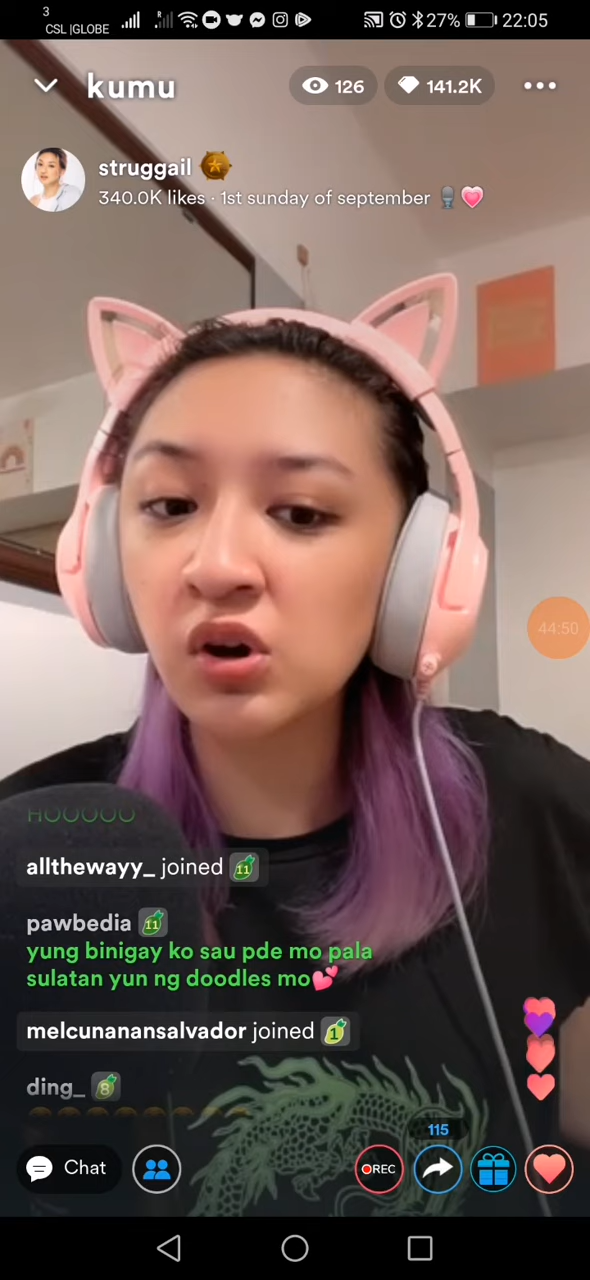 3
CSL |GLOBE
27%
22:05
kumu
126
141.2K
struggail
340.0K likes · 1st sunday of september
44:50
HOOOOO
allthewayy_ joined 11
pawbedia 11
yung binigay ko sau pde mo pala
sulatan yun ng doodles mo💕
melcunanansalvador joined 1
ding_ 8
115
Chat
REC